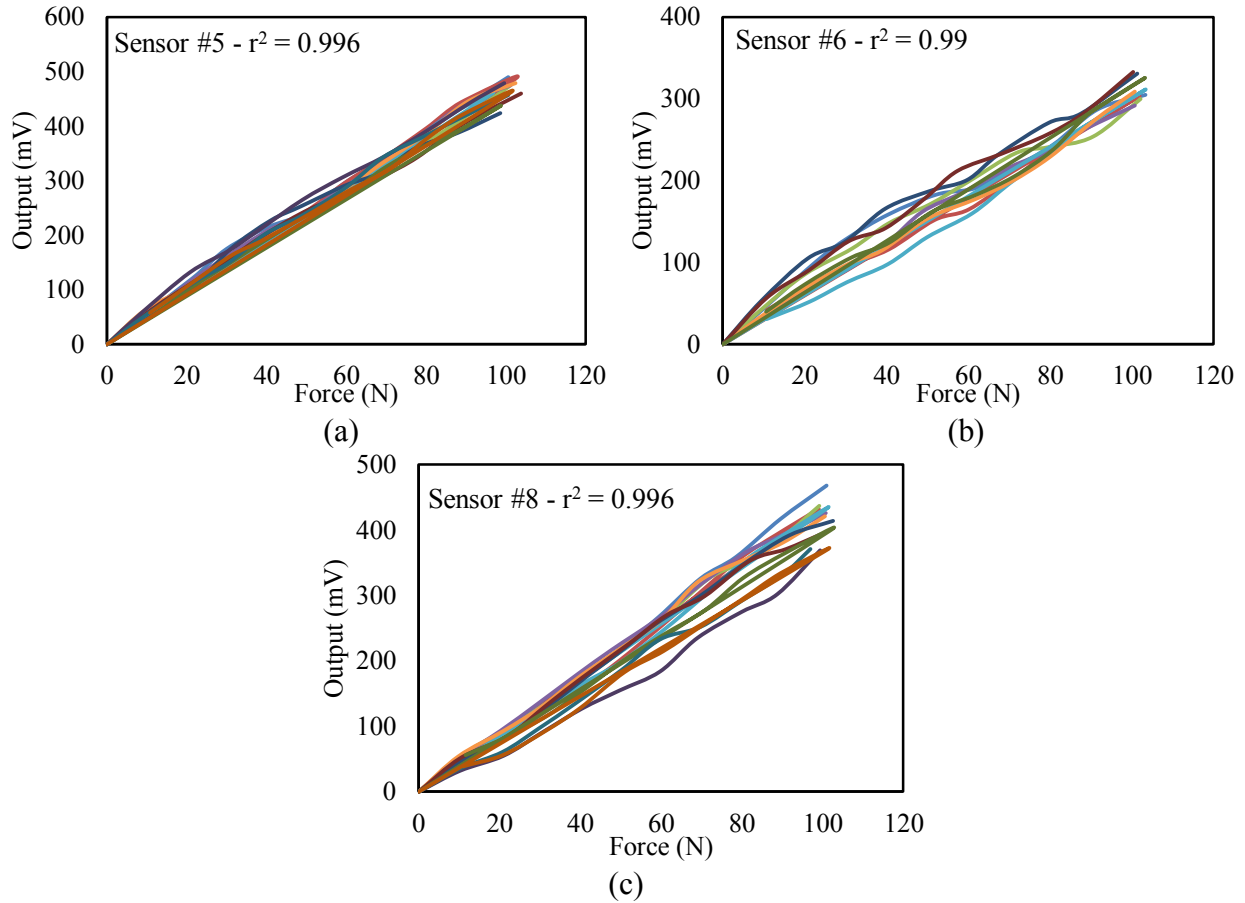 Sensor #5 - r² = 0.996
600
500
400
300
200
100
0
Output (mV)
0 20 40 60 80 100 120
Force (N)
(a)
Sensor #6 - r² = 0.99
400
300
200
100
0
Output (mV)
0 20 40 60 80 100 120
Force (N)
(b)
Sensor #8 - r² = 0.996
500
400
300
200
100
0
Output (mV)
0 20 40 60 80 100 120
Force (N)
(c)